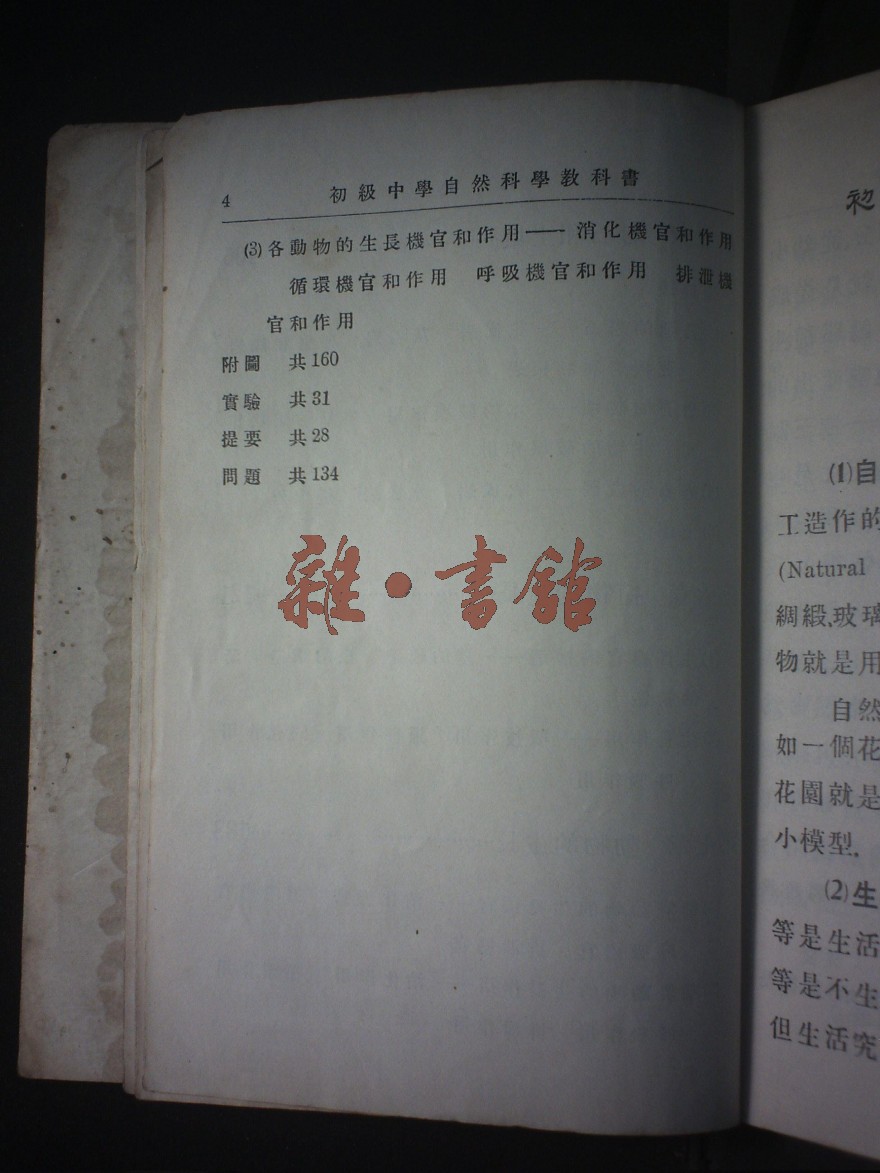 4 初級中學自然科學教科書
(3)各動物的生長機官和作用—— 消化機官和作用
循環機官和作用 呼吸機官和作用 排泄機
官和作用
附圖 共160
實驗 共31
提要 共28
問題 共134
雜·書館
初
(1)自
工造作的
(Natural
綢緞、玻璃
物就是用
自然
如一個花
花園就是
小模型.
(2)生
等是生活
等是不生
但生活究